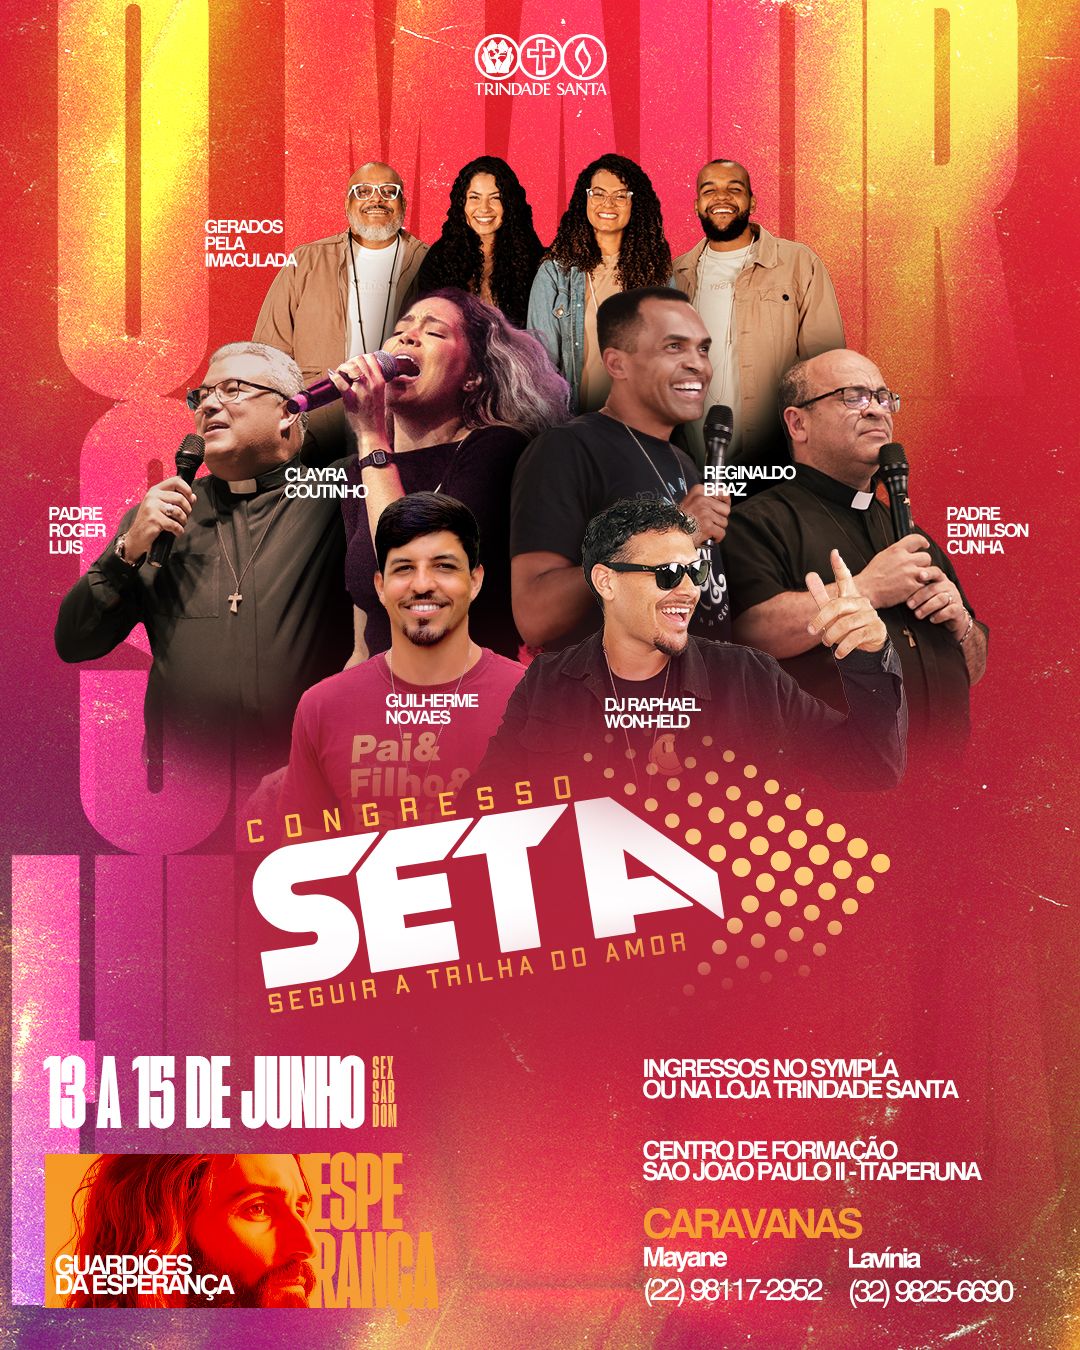 O MAIOR
TRINDADE SANTA
GERADOS
PELA
IMACULADA
CLAYRA
COUTINHO
REGINALDO
BRAZ
PADRE
ROGER
LUIS
PADRE
EDMILSON
CUNHA
GUILHERME
NOVAES
DJ RAPHAEL
WON-HELD
Pai&
Filho&
CONGRESSO
SETA
SEGUIR A TRILHA DO AMOR
13 A 15 DE JUNHO
SEX
SAB
DOM
INGRESSOS NO SYMPLA
OU NA LOJA TRINDADE SANTA
CENTRO DE FORMAÇÃO
SÃO JOÃO PAULO II - ITAPERUNA
ESPE
RANÇA
GUARDIÕES
DA ESPERANÇA
CARAVANAS
Mayane
(22) 98117-2952
Lavínia
(32) 9825-6690